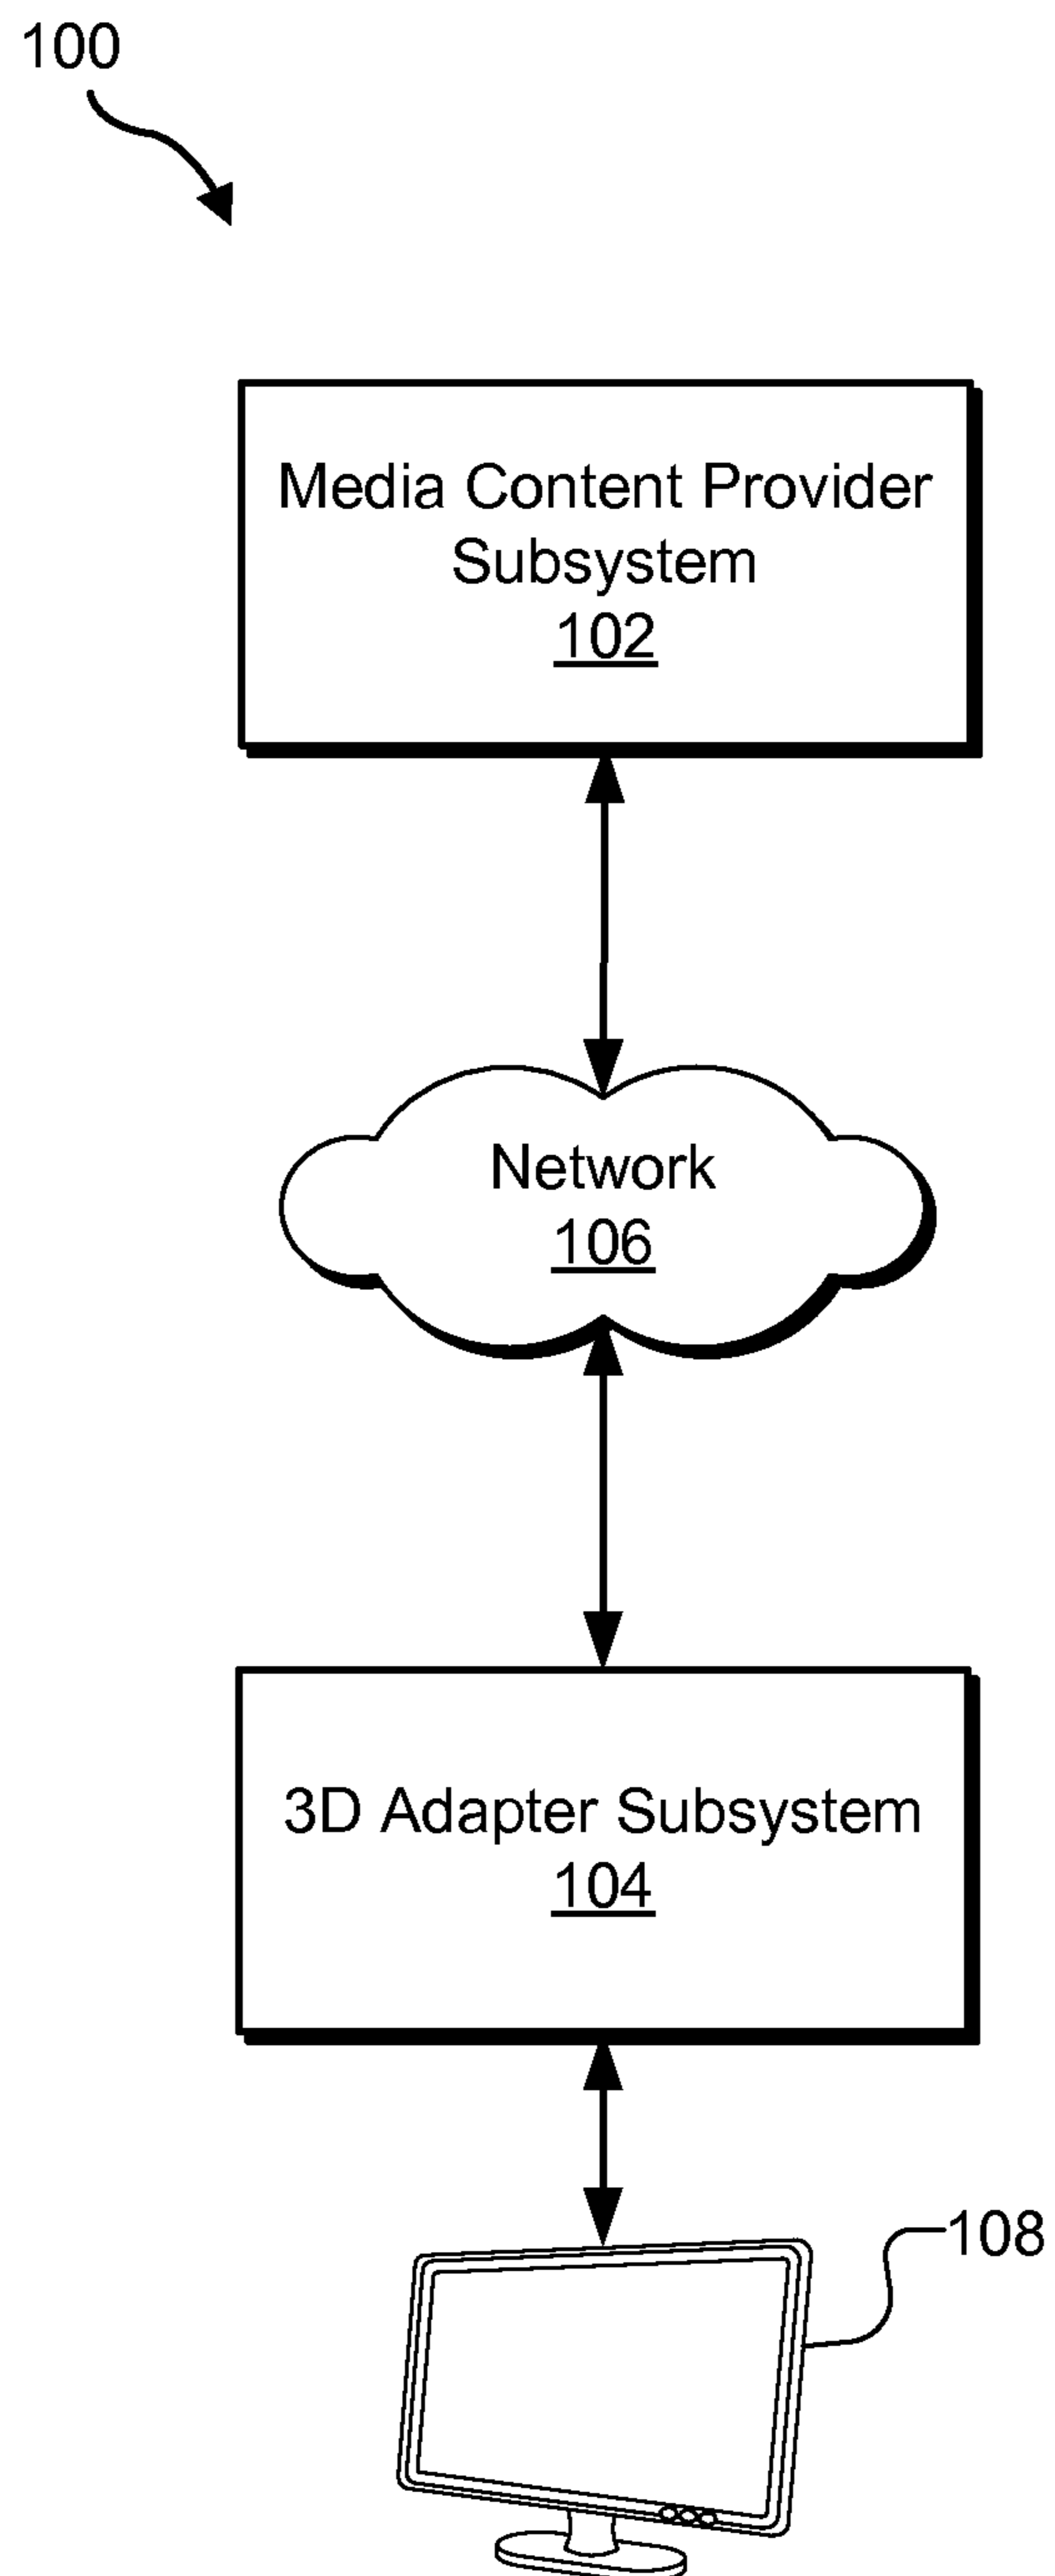 100
Media Content Provider
Subsystem
102
Network
106
3D Adapter Subsystem
104
108